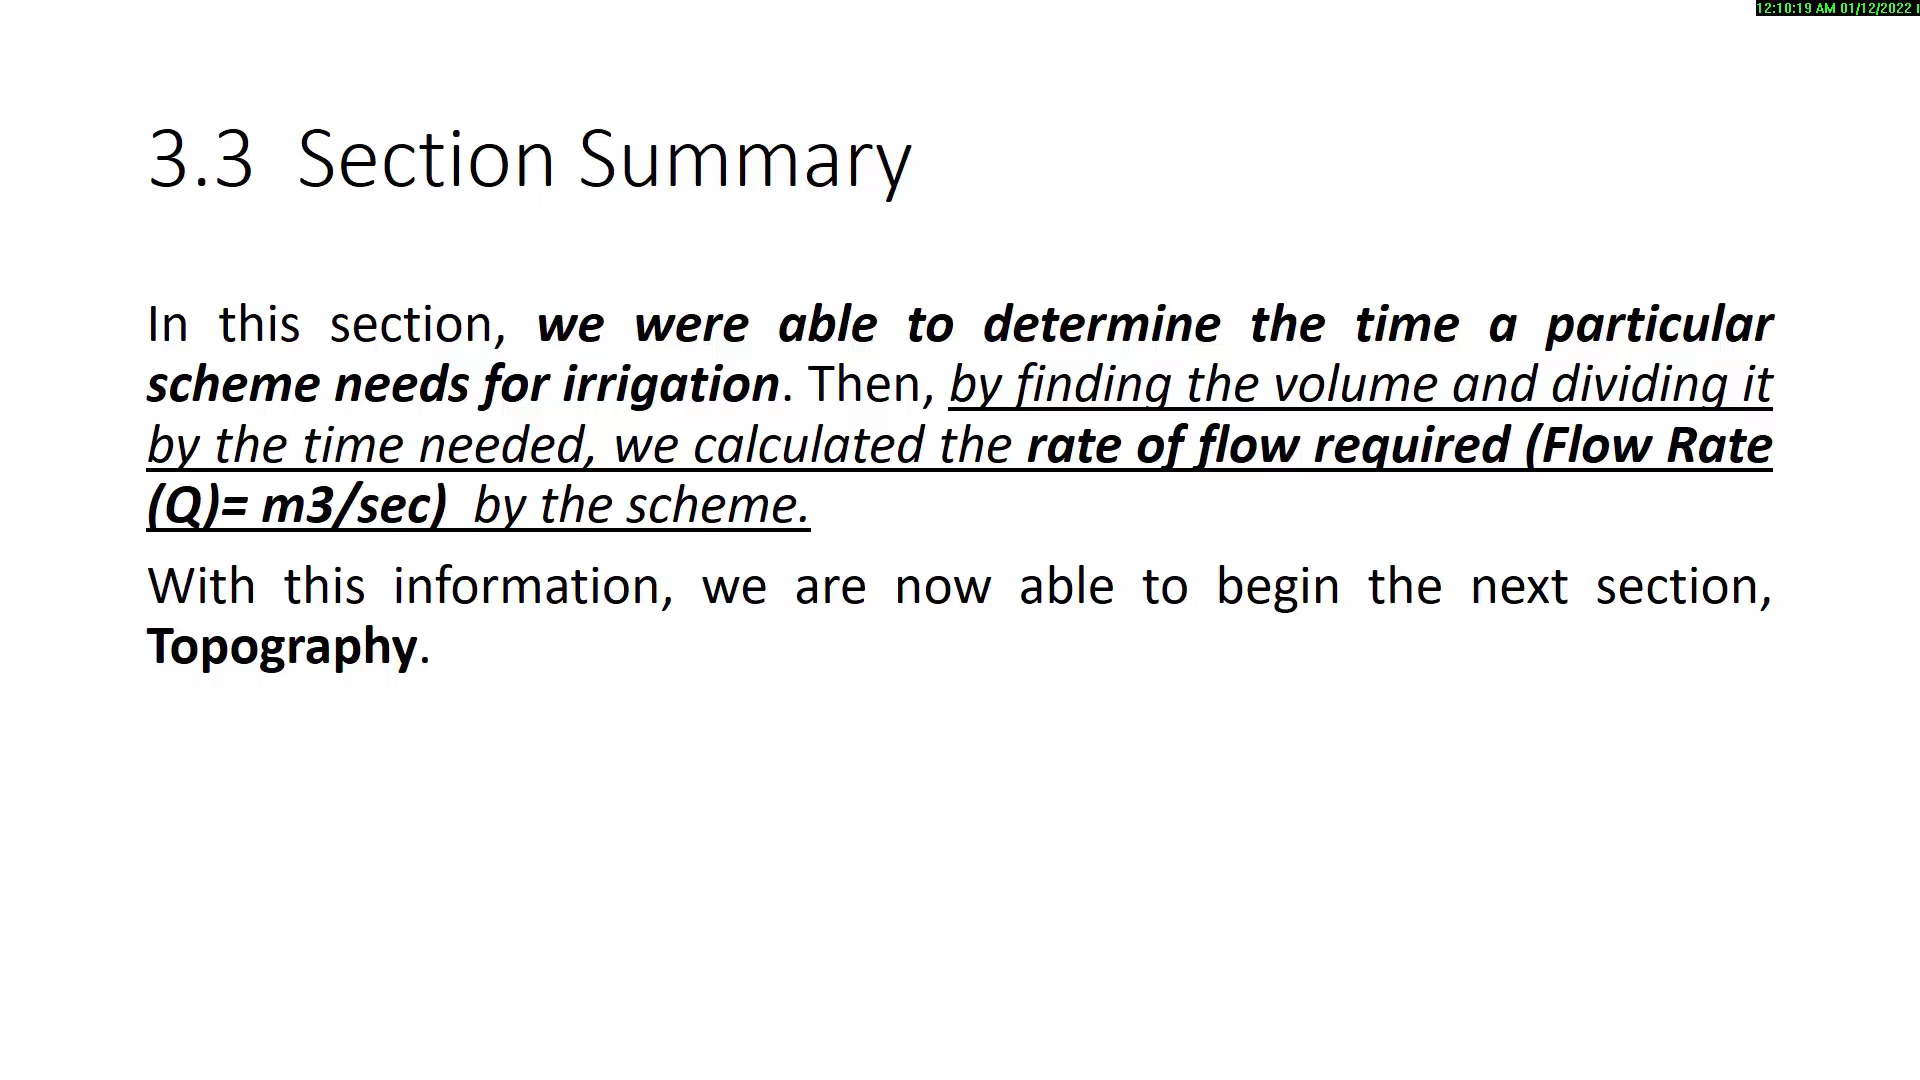 12:10:19 AM 01/12/2022
3.3 Section Summary
In this section, we were able to determine the time a particular
scheme needs for irrigation. Then, by finding the volume and dividing it
by the time needed, we calculated the rate of flow required (Flow Rate
(Q)= m3/sec) by the scheme.
With this information, we are now able to begin the next section,
Topography.